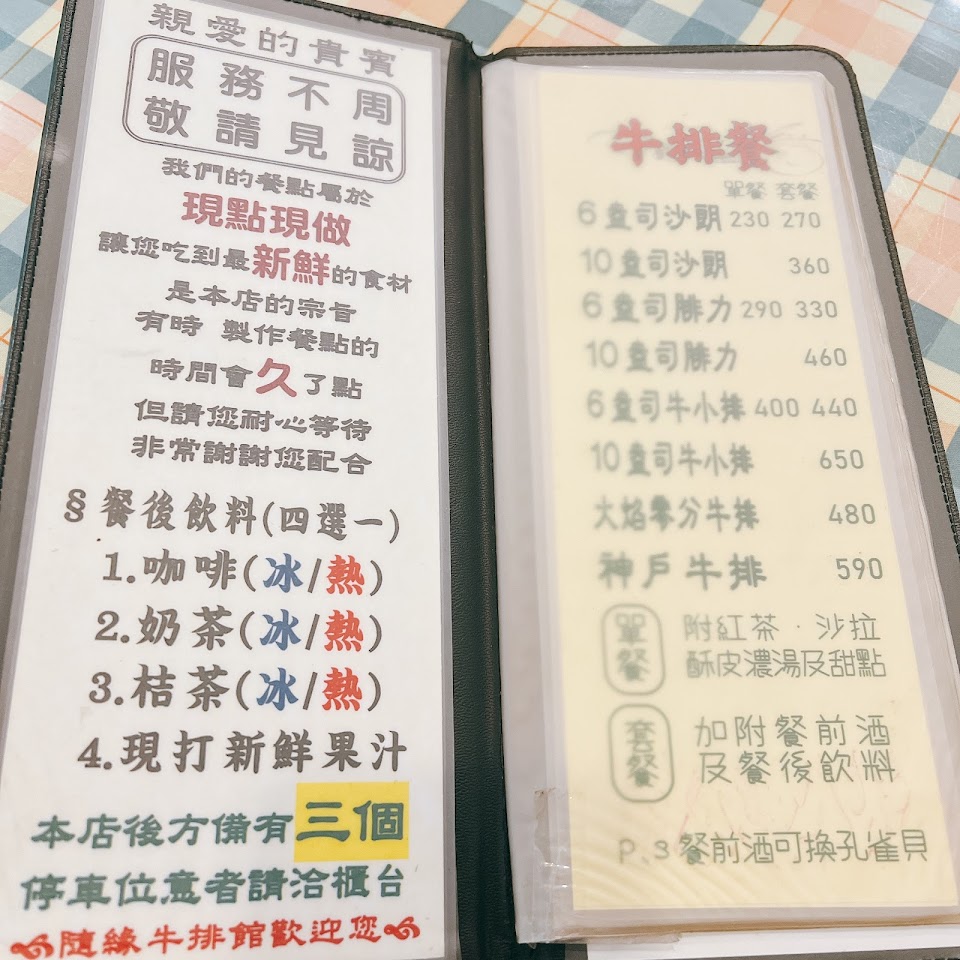 親愛的貴賓
服務不周
敬請見諒
我們的餐點屬於
現點現做
讓您吃到最新鮮的食材
是本店的宗旨
有時 製作餐點的
時間會久了點
但請您耐心等待
非常謝謝您配合
§餐後飲料(四選一)
1.咖啡(冰/熱)
2.奶茶(冰/熱)
3.桔茶(冰/熱)
4.現打新鮮果汁
本店後方備有三個
停車位意者請洽櫃台
隨緣牛排館歡迎您
牛排餐
單餐 套餐
6盎司沙朗 230 270
10盎司沙朗 360
6盎司腓力 290 330
10盎司腓力 460
6盎司牛小排 400 440
10盎司牛小排 650
火焰零分牛排 480
神戶牛排 590
單餐 附紅茶．沙拉
酥皮濃湯及甜點
套餐 加附餐前酒
及餐後飲料
p.s餐前酒可換孔雀貝